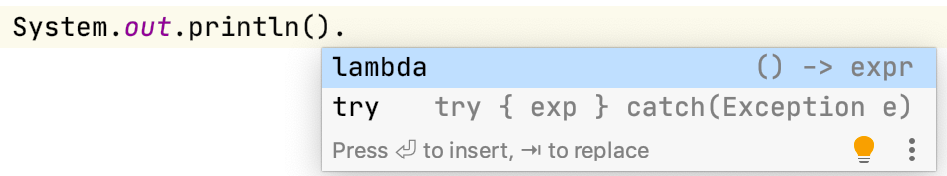 System.out.println().
lambda () -> expr
try try { exp } catch(Exception e)
Press ⏎ to insert, ⇥ to replace